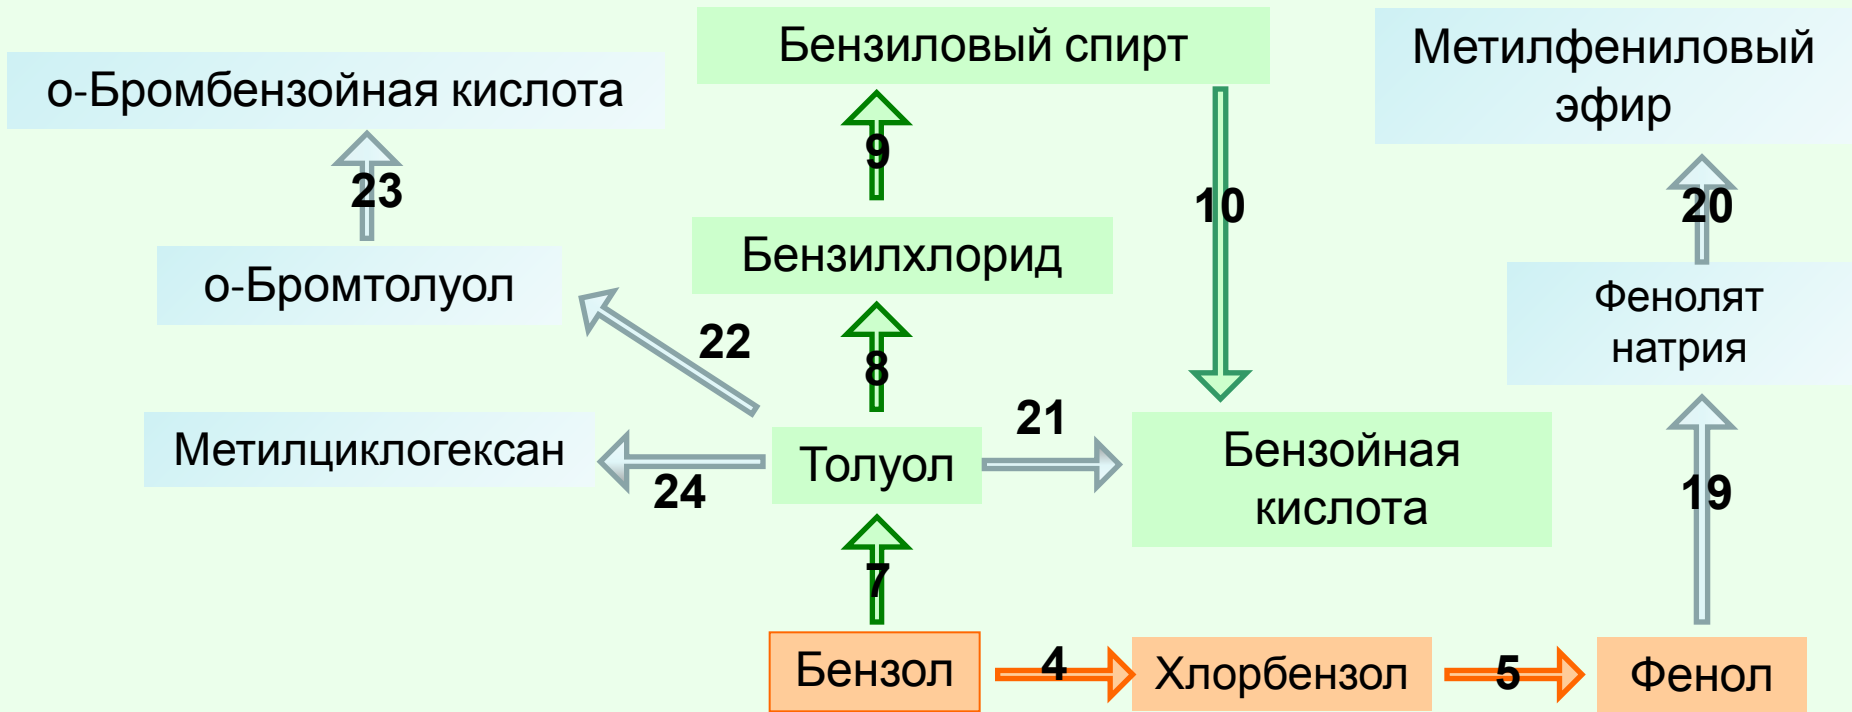 Бензиловый спирт
Метилфениловый
эфир
о-Бромбензойная кислота
9
23
10
20
Бензилхлорид
о-Бромтолуол
Фенолят
натрия
22
8
21
Метилциклогексан
Толуол
Бензойная
кислота
24
19
7
Бензол
4
Хлорбензол
5
Фенол